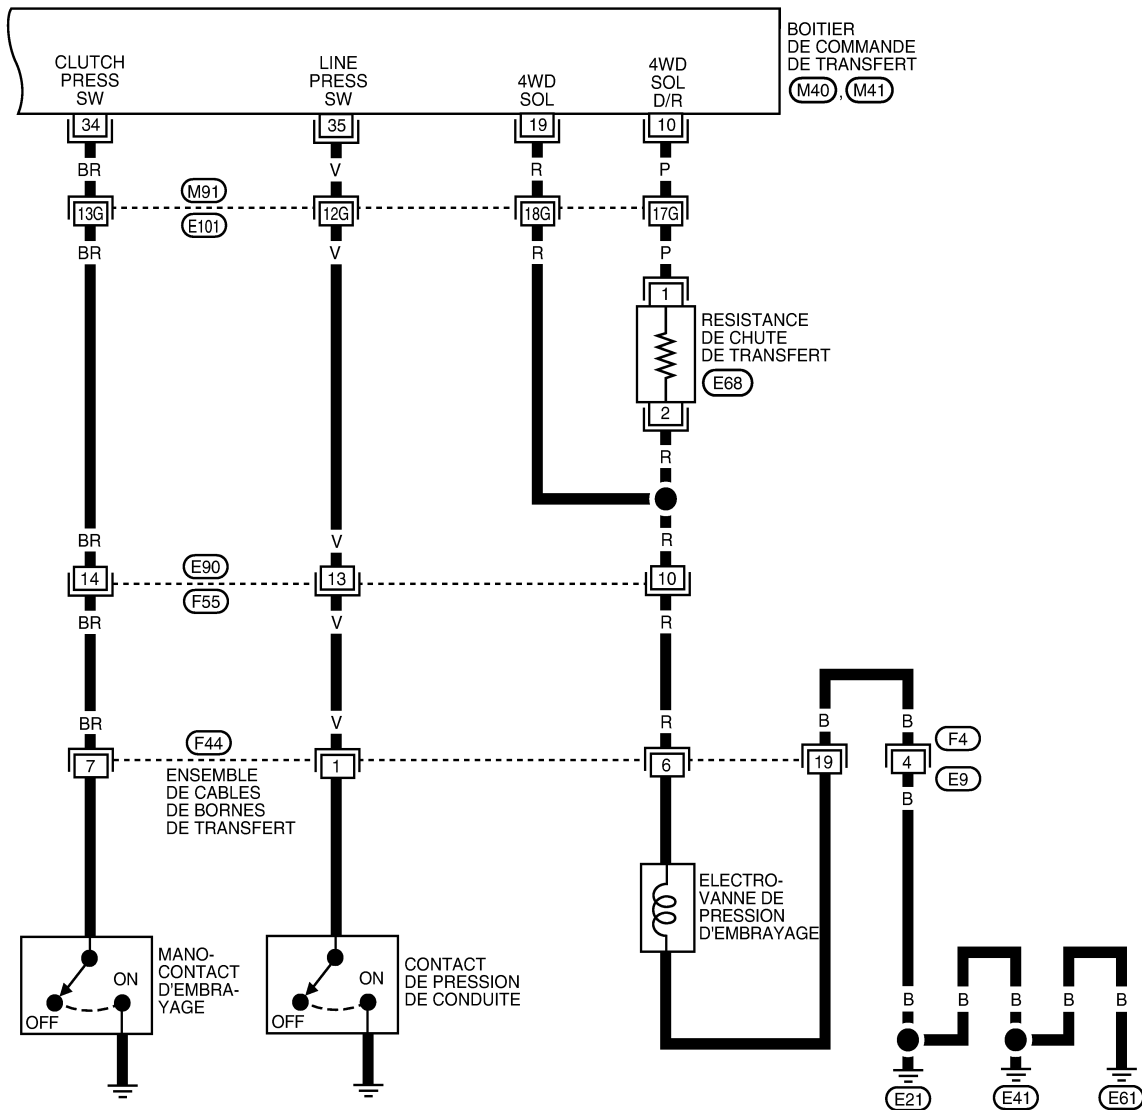 BOITIER
DE COMMANDE
DE TRANSFERT
M40 , M41
CLUTCH
PRESS
SW
LINE
PRESS
SW
4WD
SOL
4WD
SOL
D/R
34
35
19
10
BR
V
R
P
M91
13G
12G
18G
17G
E101
BR
V
R
P
1
RESISTANCE
DE CHUTE
DE TRANSFERT
E68
2
R
BR
V
R
E90
14
13
10
F55
BR
V
R
BR
V
R
B
B
F44
F4
7
1
6
19
4
E9
ENSEMBLE
DE CABLES
DE BORNES
DE TRANSFERT
B
ELECTRO-
VANNE DE
PRESSION
D'EMBRAYAGE
MANO-
CONTACT
D'EMBRA-
YAGE
ON
OFF
CONTACT
DE PRESSION
DE CONDUITE
ON
OFF
B
B
B
B
B
E21
E41
E61